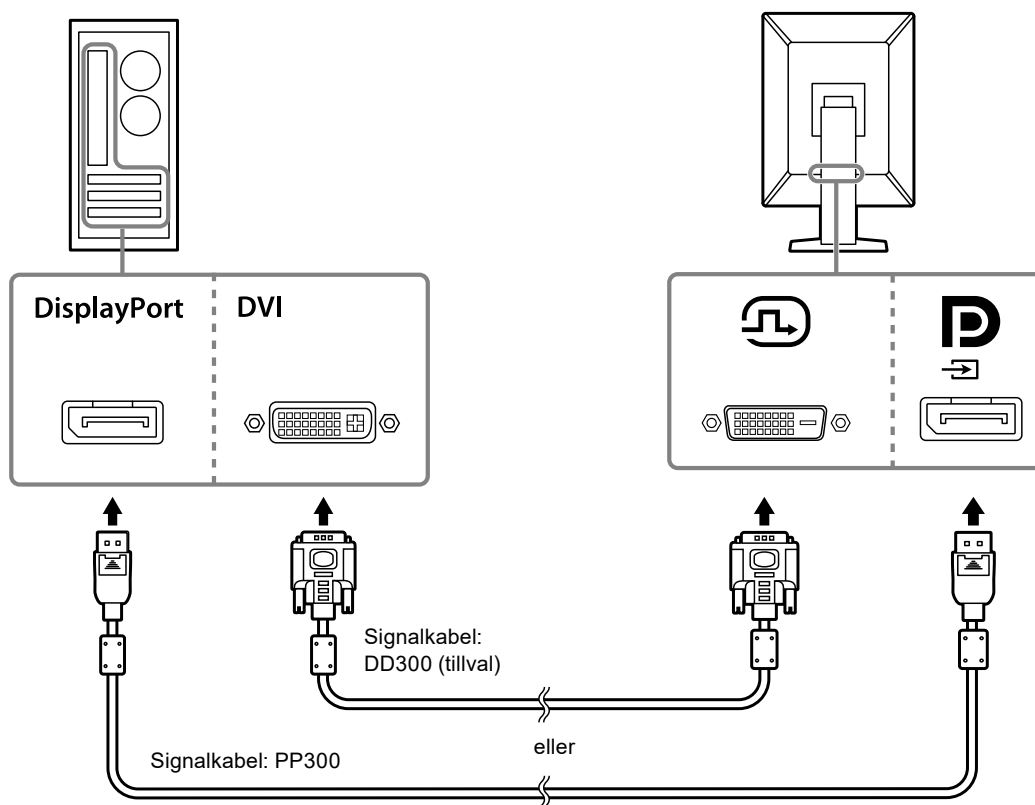 DisplayPort
DVI
Signalkabel:
DD300 (tillval)
eller
Signalkabel: PP300